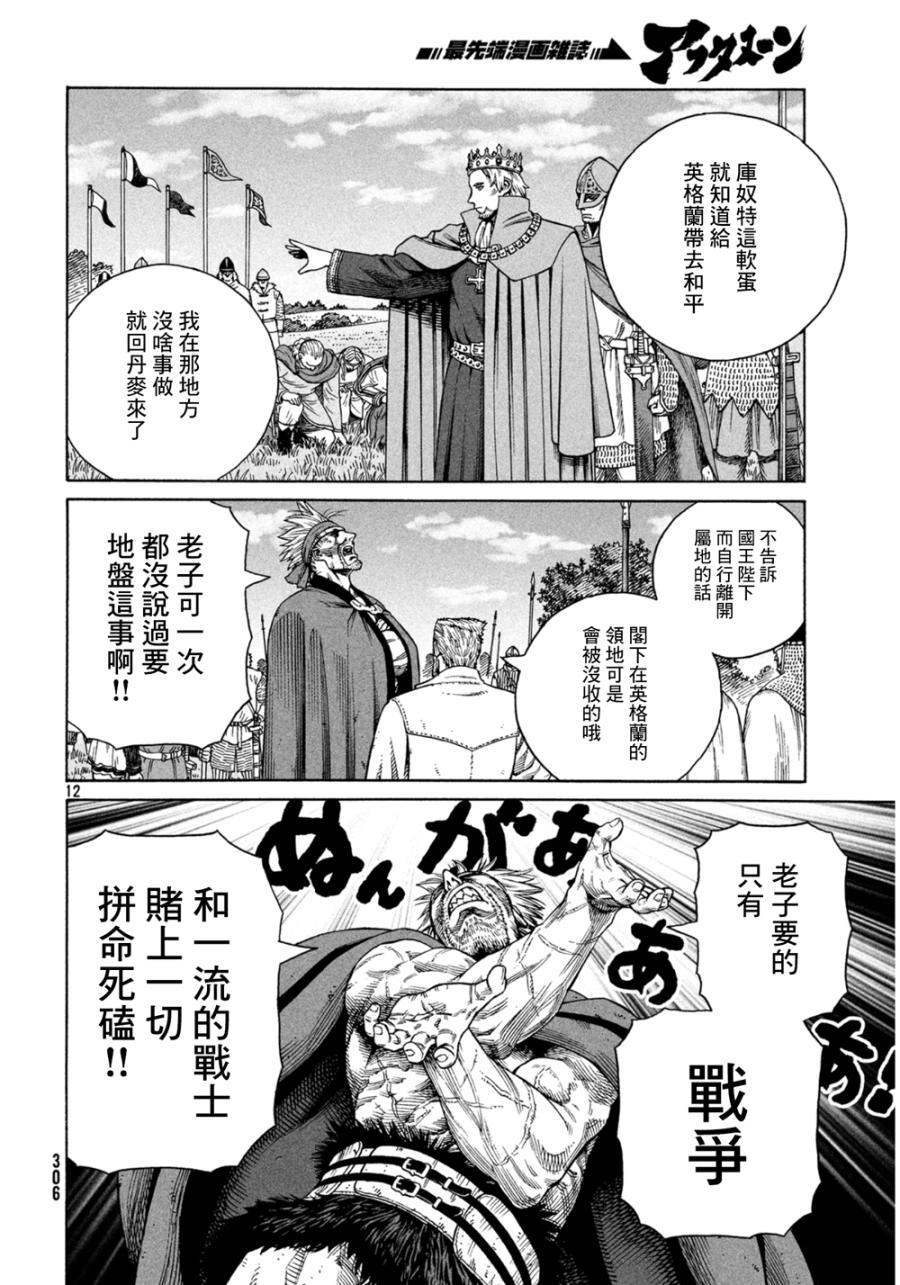 最先端漫画雑誌
アフタヌーン
庫奴特這軟蛋
就知道給
英格蘭帶去和平
我在那地方
沒啥事做
就回丹麥來了
不告訴
國王陛下
而自行離開
屬地的話
閣下在英格蘭的
領地可是
會被沒收的哦
老子可一次
都沒說過要
地盤這事啊!!
12
老子要的
只有
戰爭
和一流的戰士
賭上一切
拼命死磕!!
ぬんがあ
あ
あ!
306